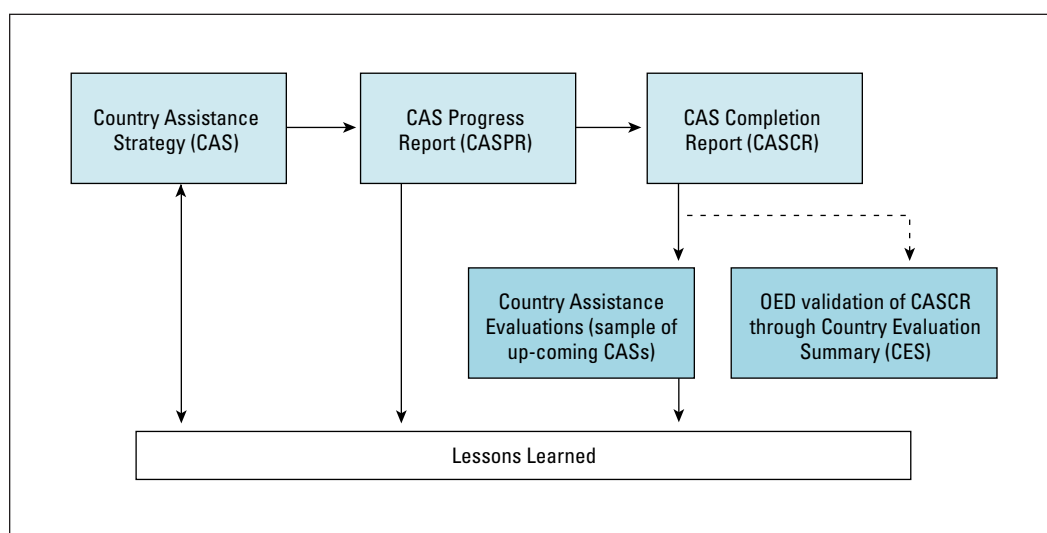 Country Assistance
Strategy (CAS)
CAS Progress
Report (CASPR)
CAS Completion
Report (CASCR)
Country Assistance
Evaluations (sample of
up-coming CASs)
OED validation of CASCR
through Country Evaluation
Summary (CES)
Lessons Learned